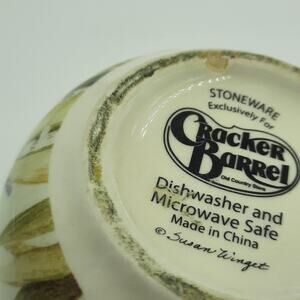 STONEWARE
Exclusively For
Cracker
Barrel
Old Country Store
Dishwasher and
Microwave Safe
Made in China
© Susan Winget